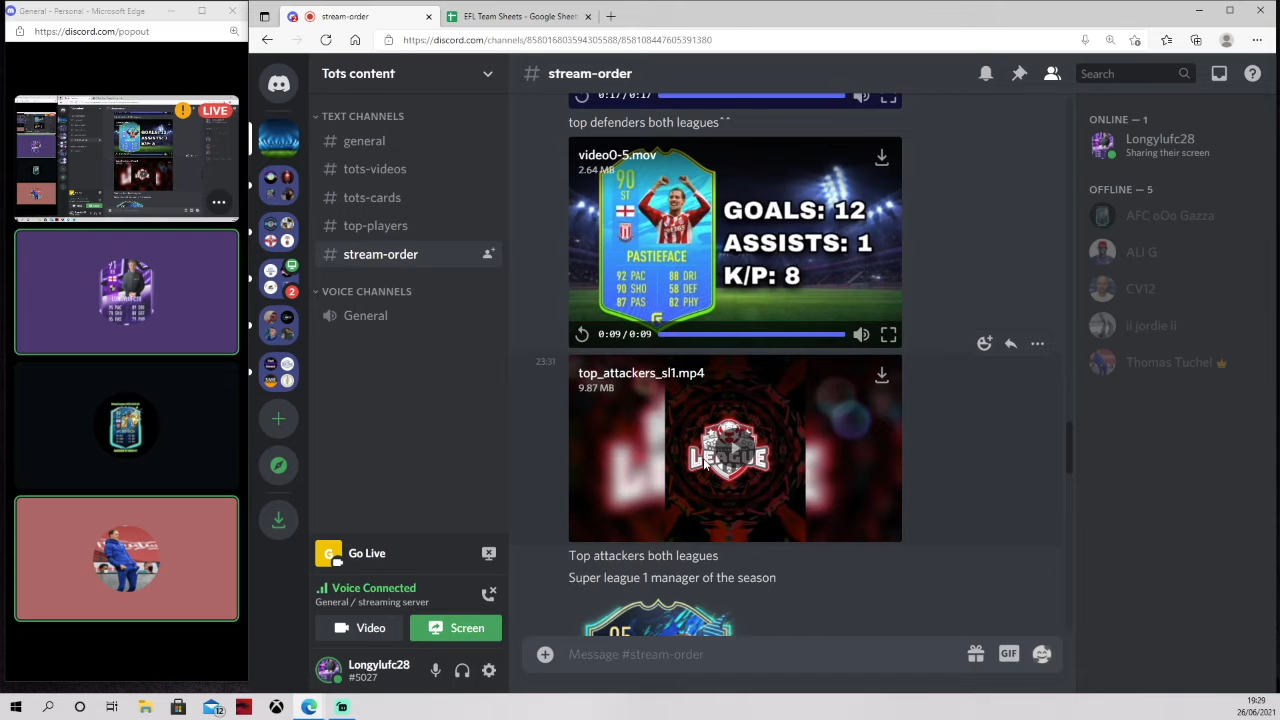 General - Personal - Microsoft Edge
https://discord.com/popout
LIVE
stream-order
EFL Team Sheets - Google Sheet
https://discord.com/channels/858016803594305588/858108447605391380
Tots content
TEXT CHANNELS
general
tots-videos
tots-cards
top-players
stream-order
VOICE CHANNELS
General
2
Go Live
Voice Connected
General / streaming server
Video
Screen
Longylufc28
#5027
stream-order
Search
0:17/0:17
top defenders both leagues^^
video0-5.mov
2.64 MB
90
ST
PASTIEFACE
92 PAC
90 SHO
87 PAS
88 DRI
58 DEF
82 PHY
GOALS: 12
ASSISTS: 1
K/P: 8
0:09/0:09
23:31
top_attackers_sl1.mp4
9.87 MB
LEAGUE
Top attackers both leagues
Super league 1 manager of the season
95
Message #stream-order
GIF
ONLINE — 1
Longylufc28
Sharing their screen
OFFLINE — 5
AFC oOo Gazza
ALI G
CV12
ii jordie ii
Thomas Tuchel
12
19:29
26/06/2021